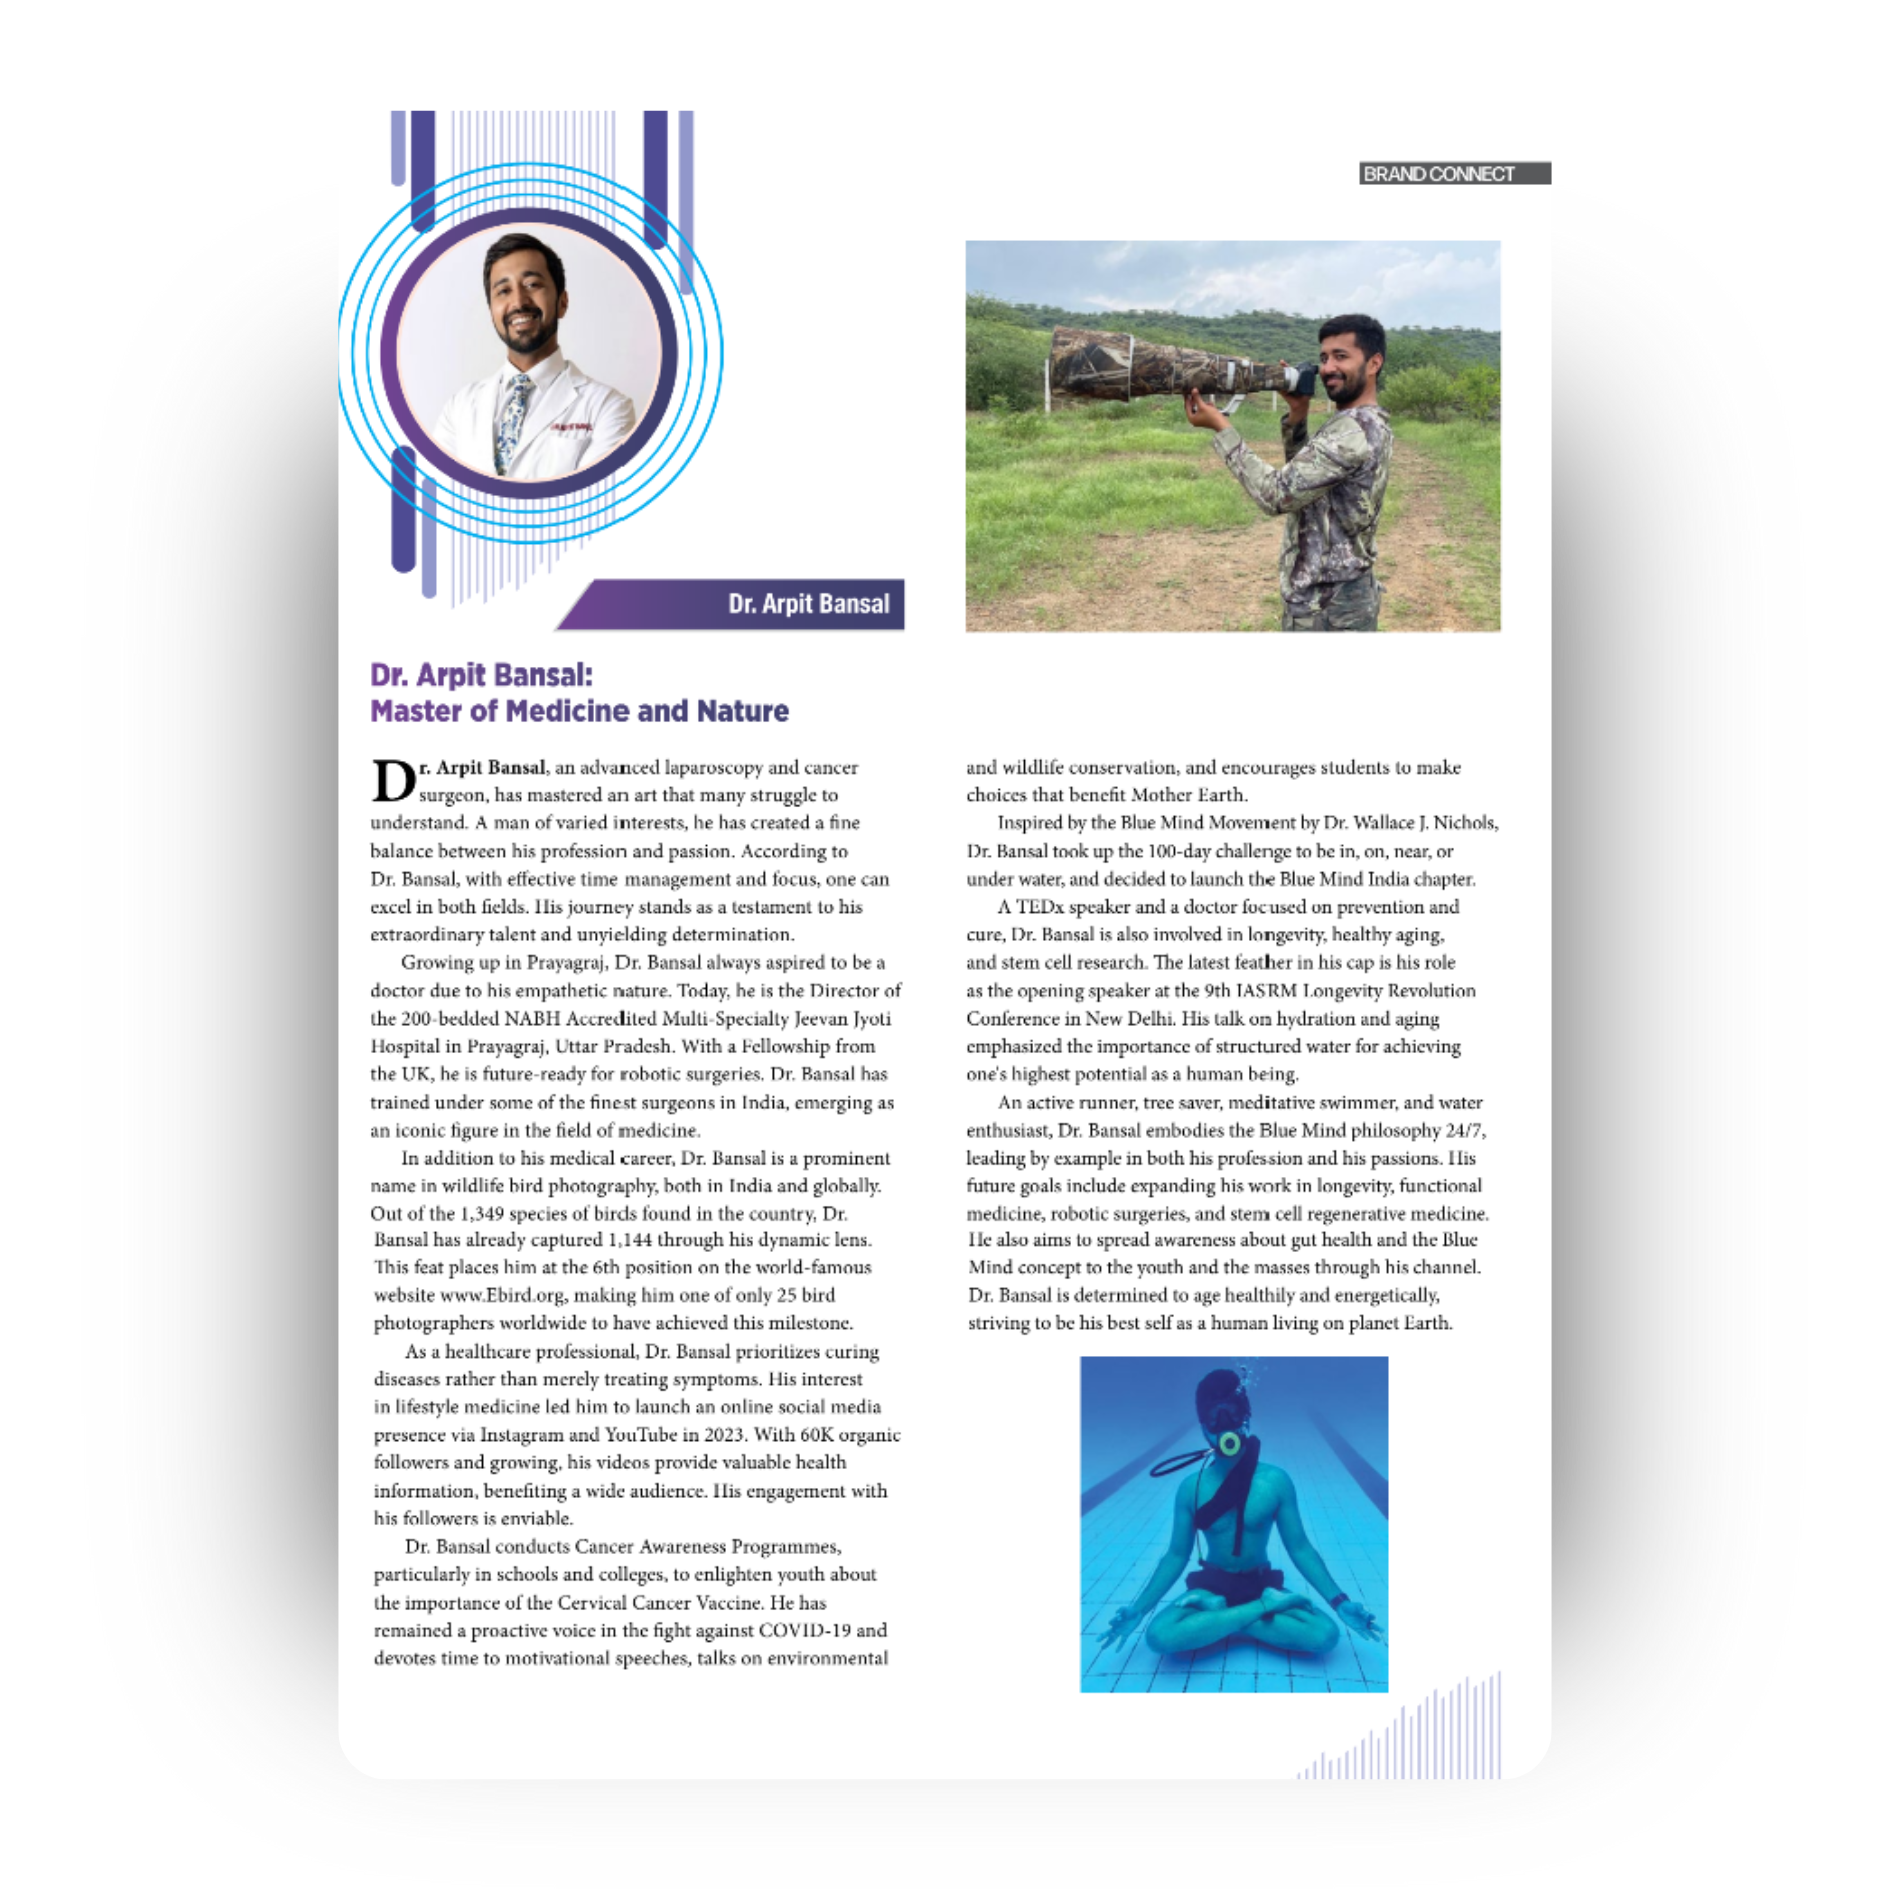 BRAND CONNECT
Dr. Arpit Bansal
Dr. Arpit Bansal:
Master of Medicine and Nature
Dr. Arpit Bansal, an advanced laparoscopy and cancer
surgeon, has mastered an art that many struggle to
understand. A man of varied interests, he has created a fine
balance between his profession and passion. According to
Dr. Bansal, with effective time management and focus, one can
excel in both fields. His journey stands as a testament to his
extraordinary talent and unyielding determination.
Growing up in Prayagraj, Dr. Bansal always aspired to be a
doctor due to his empathetic nature. Today, he is the Director of
the 200-bedded NABH Accredited Multi-Specialty Jeevan Jyoti
Hospital in Prayagraj, Uttar Pradesh. With a Fellowship from
the UK, he is future-ready for robotic surgeries. Dr. Bansal has
trained under some of the finest surgeons in India, emerging as
an iconic figure in the field of medicine.
In addition to his medical career, Dr. Bansal is a prominent
name in wildlife bird photography, both in India and globally.
Out of the 1,349 species of birds found in the country, Dr.
Bansal has already captured 1,144 through his dynamic lens.
This feat places him at the 6th position on the world-famous
website www.Ebird.org, making him one of only 25 bird
photographers worldwide to have achieved this milestone.
As a healthcare professional, Dr. Bansal prioritizes curing
diseases rather than merely treating symptoms. His interest
in lifestyle medicine led him to launch an online social media
presence via Instagram and YouTube in 2023. With 60K organic
followers and growing, his videos provide valuable health
information, benefiting a wide audience. His engagement with
his followers is enviable.
Dr. Bansal conducts Cancer Awareness Programmes,
particularly in schools and colleges, to enlighten youth about
the importance of the Cervical Cancer Vaccine. He has
remained a proactive voice in the fight against COVID-19 and
devotes time to motivational speeches, talks on environmental
and wildlife conservation, and encourages students to make
choices that benefit Mother Earth.
Inspired by the Blue Mind Movement by Dr. Wallace J. Nichols,
Dr. Bansal took up the 100-day challenge to be in, on, near, or
under water, and decided to launch the Blue Mind India chapter.
A TEDx speaker and a doctor focused on prevention and
cure, Dr. Bansal is also involved in longevity, healthy aging,
and stem cell research. The latest feather in his cap is his role
as the opening speaker at the 9th IASRM Longevity Revolution
Conference in New Delhi. His talk on hydration and aging
emphasized the importance of structured water for achieving
one's highest potential as a human being.
An active runner, tree saver, meditative swimmer, and water
enthusiast, Dr. Bansal embodies the Blue Mind philosophy 24/7,
leading by example in both his profession and his passions. His
future goals include expanding his work in longevity, functional
medicine, robotic surgeries, and stem cell regenerative medicine.
He also aims to spread awareness about gut health and the Blue
Mind concept to the youth and the masses through his channel.
Dr. Bansal is determined to age healthily and energetically,
striving to be his best self as a human living on planet Earth.